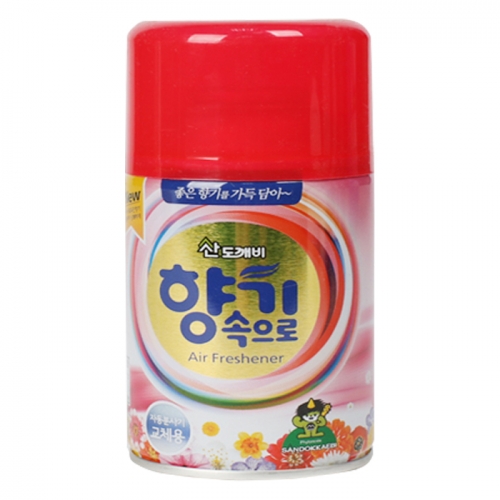 ew
좋은 향기를 가득 담아~
산도깨비
향기
속으로
Air Freshener
자동분사기
교체용
SANDOKKAEBI